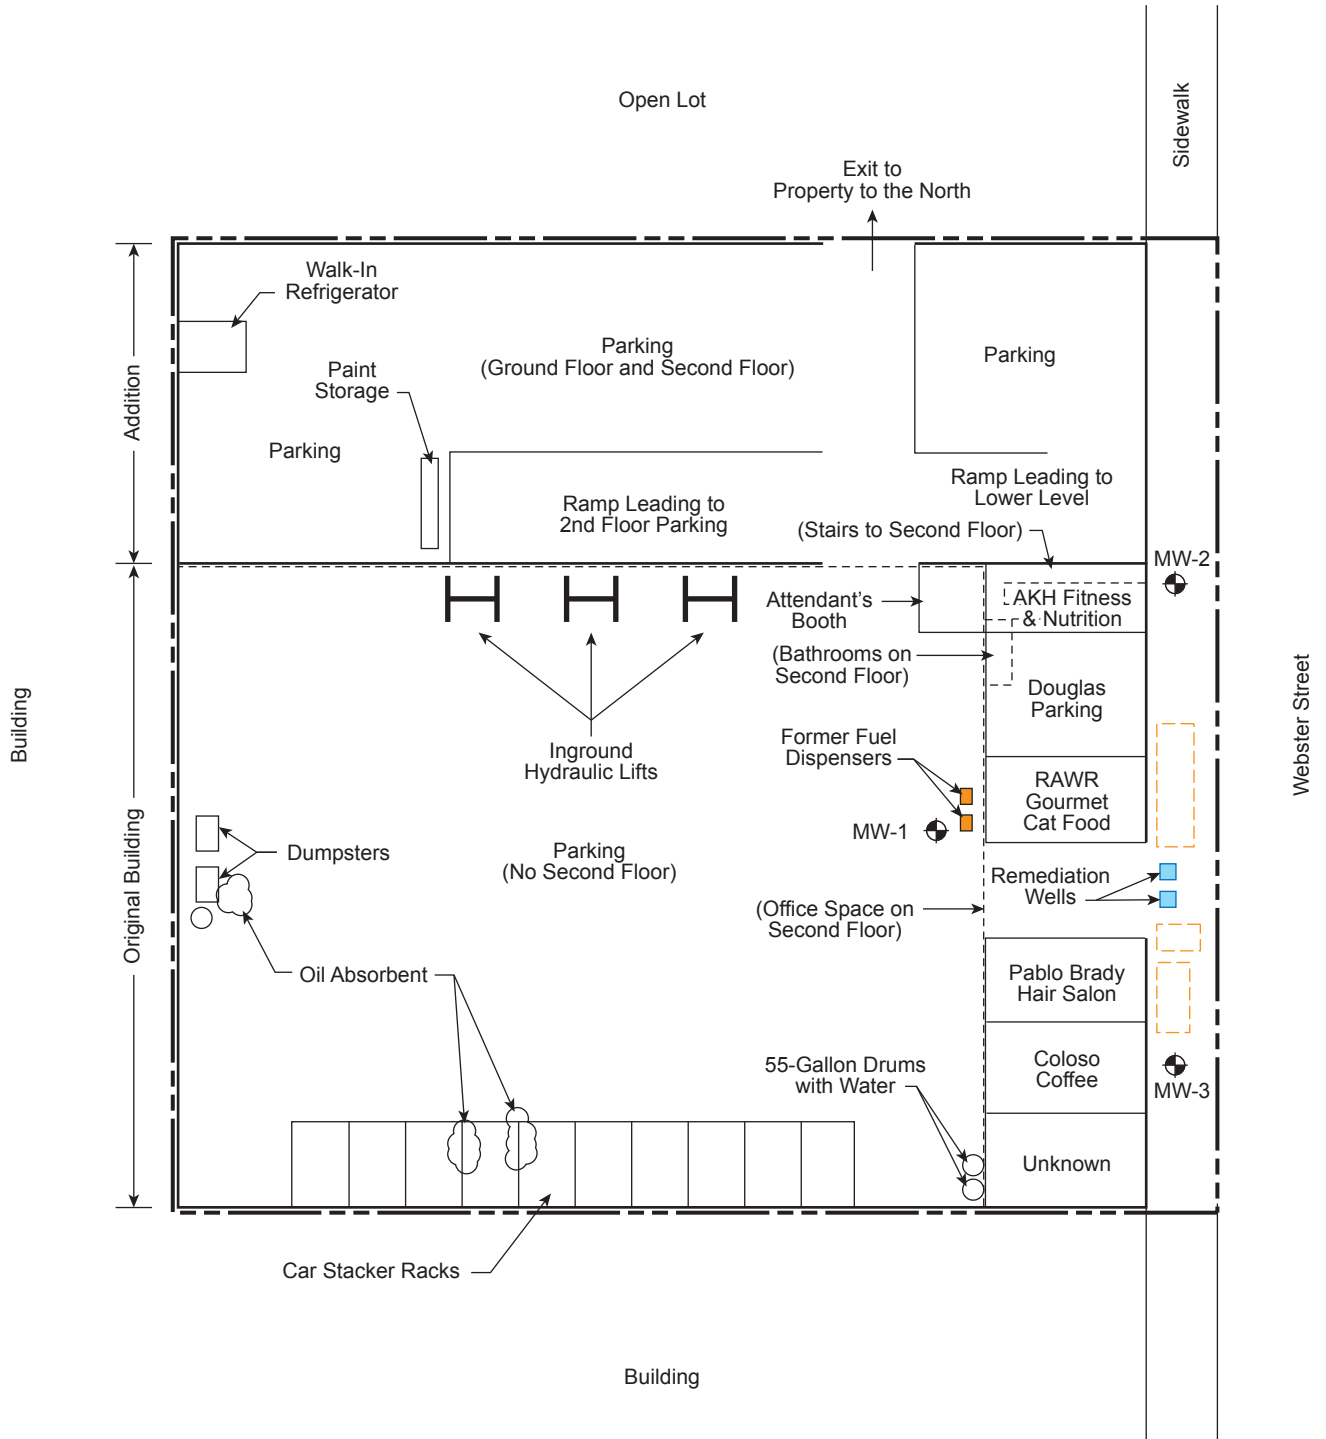 Open Lot
Sidewalk
Exit to
Property to the North
Walk-In
Refrigerator
Addition
Parking
(Ground Floor and Second Floor)
Parking
Paint
Storage
Parking
Ramp Leading to
2nd Floor Parking
Ramp Leading to
Lower Level
(Stairs to Second Floor)
MW-2
Attendant's
Booth
AKH Fitness
& Nutrition
(Bathrooms on
Second Floor)
Douglas
Parking
Building
Webster Street
Inground
Hydraulic Lifts
Former Fuel
Dispensers
RAWR
Gourmet
Cat Food
MW-1
Original Building
Dumpsters
Parking
(No Second Floor)
Remediation
Wells
(Office Space on
Second Floor)
Oil Absorbent
Pablo Brady
Hair Salon
55-Gallon Drums
with Water
Coloso
Coffee
MW-3
Unknown
Car Stacker Racks
Building